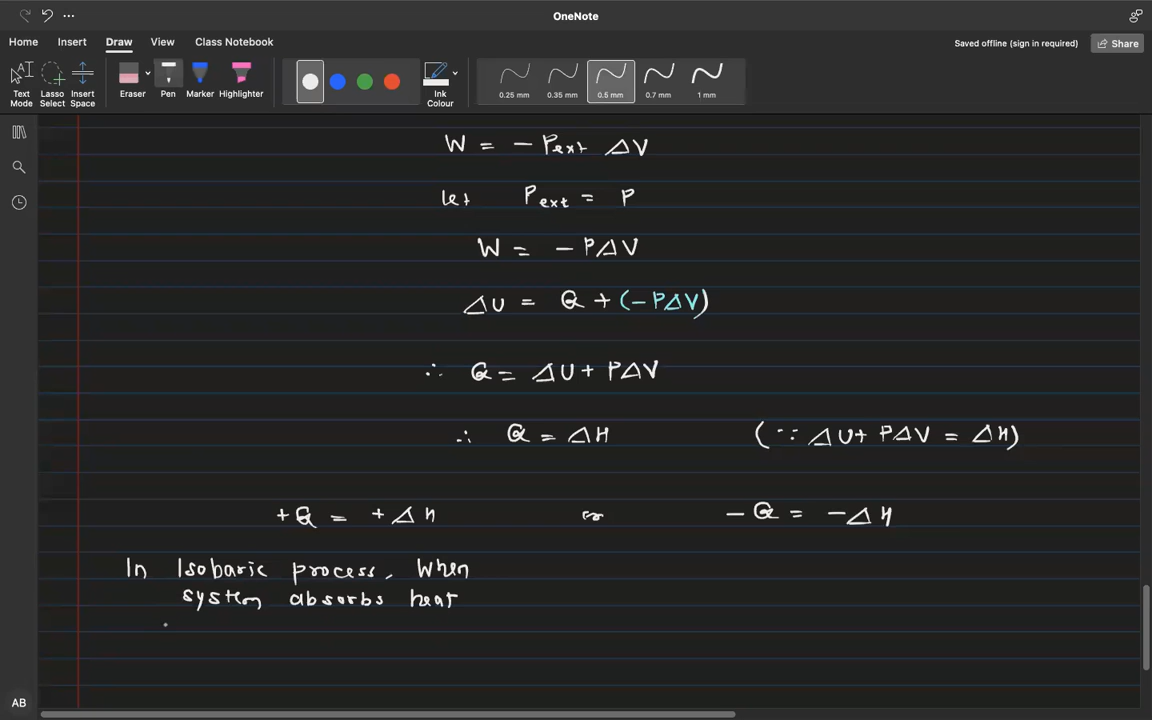 OneNote
Home Insert Draw View Class Notebook
Saved offline (sign in required) Share
Text Mode Lasso Select Insert Space Eraser Pen Marker Highlighter Ink Colour 0.25 mm 0.35 mm 0.5 mm 0.7 mm 1 mm
W = - Pext ΔV
let Pext = P
W = - PΔV
ΔU = Q + (- PΔV)
∴ Q = ΔU + PΔV
∴ Q = ΔH (∵ ΔU + PΔV = ΔH)
+Q = +ΔH or -Q = -ΔH
In Isobaric process, When
system absorbs heat
AB